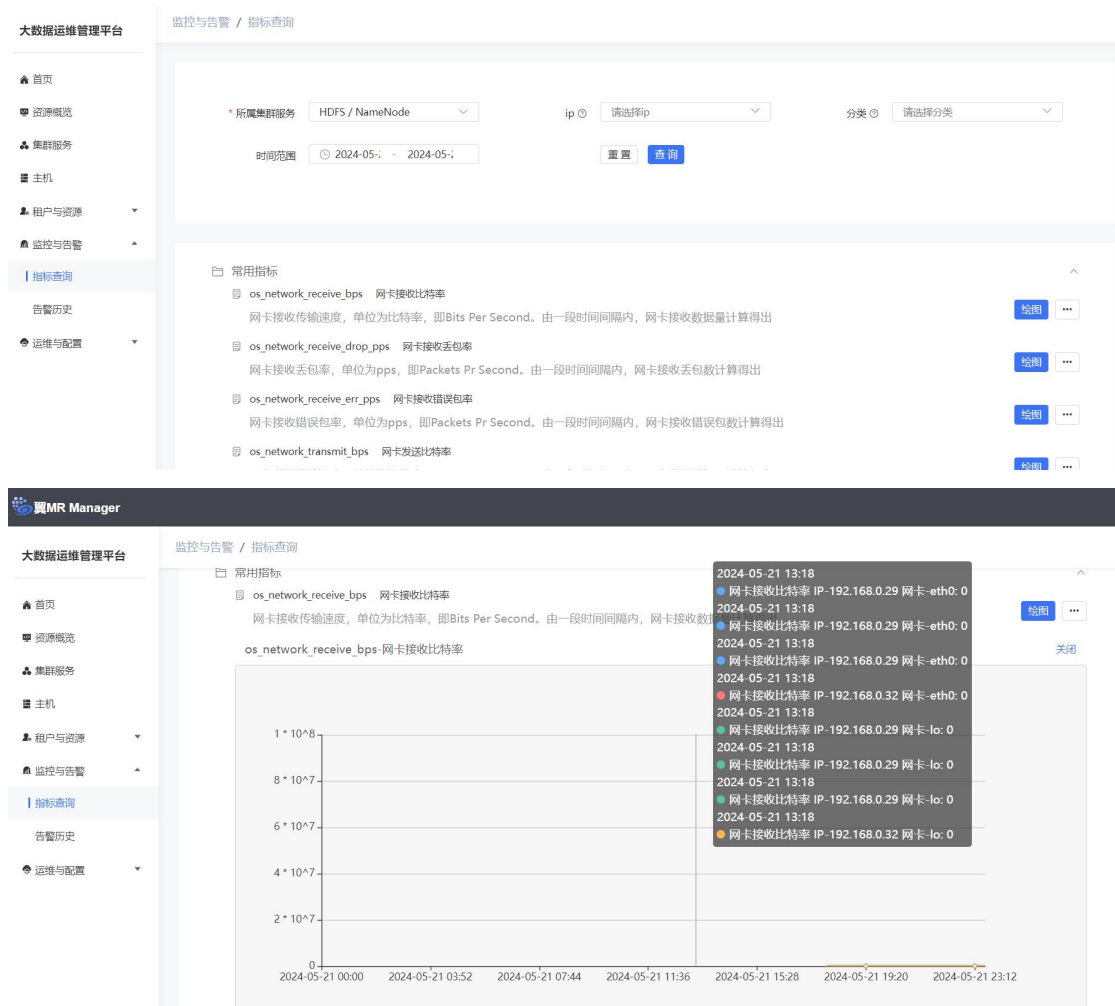 大数据运维管理平台
监控与告警 / 指标查询
首页
资源概览
集群服务
主机
租户与资源
监控与告警
指标查询
告警历史
运维与配置
* 所属集群服务 HDFS / NameNode ip 请选择ip 分类 请选择分类
时间范围 2024-05- - 2024-05- 重置 查询
常用指标
os_network_receive_bps 网卡接收比特率
网卡接收传输速度，单位为比特率，即Bits Per Second。由一段时间间隔内，网卡接收数据量计算得出
绘图 ...
os_network_receive_drop_pps 网卡接收丢包率
网卡接收丢包率，单位为pps，即Packets Pr Second。由一段时间间隔内，网卡接收丢包数计算得出
绘图 ...
os_network_receive_err_pps 网卡接收错误包率
网卡接收错误包率，单位为pps，即Packets Pr Second。由一段时间间隔内，网卡接收错误包数计算得出
绘图 ...
os_network_transmit_bps 网卡发送比特率
绘图 ...
翼MR Manager
大数据运维管理平台
监控与告警 / 指标查询
首页
资源概览
集群服务
主机
租户与资源
监控与告警
指标查询
告警历史
运维与配置
常用指标
os_network_receive_bps 网卡接收比特率
网卡接收传输速度，单位为比特率，即Bits Per Second。由一段时间间隔内，网卡接收数
绘图 ...
os_network_receive_bps-网卡接收比特率
关闭
2024-05-21 13:18
网卡接收比特率 IP-192.168.0.29 网卡-eth0: 0
2024-05-21 13:18
网卡接收比特率 IP-192.168.0.29 网卡-eth0: 0
2024-05-21 13:18
网卡接收比特率 IP-192.168.0.29 网卡-eth0: 0
2024-05-21 13:18
网卡接收比特率 IP-192.168.0.32 网卡-eth0: 0
2024-05-21 13:18
网卡接收比特率 IP-192.168.0.29 网卡-lo: 0
2024-05-21 13:18
网卡接收比特率 IP-192.168.0.29 网卡-lo: 0
2024-05-21 13:18
网卡接收比特率 IP-192.168.0.29 网卡-lo: 0
2024-05-21 13:18
网卡接收比特率 IP-192.168.0.32 网卡-lo: 0
1 * 10^8
8 * 10^7
6 * 10^7
4 * 10^7
2 * 10^7
0
2024-05-21 00:00 2024-05-21 03:52 2024-05-21 07:44 2024-05-21 11:36 2024-05-21 15:28 2024-05-21 19:20 2024-05-21 23:12